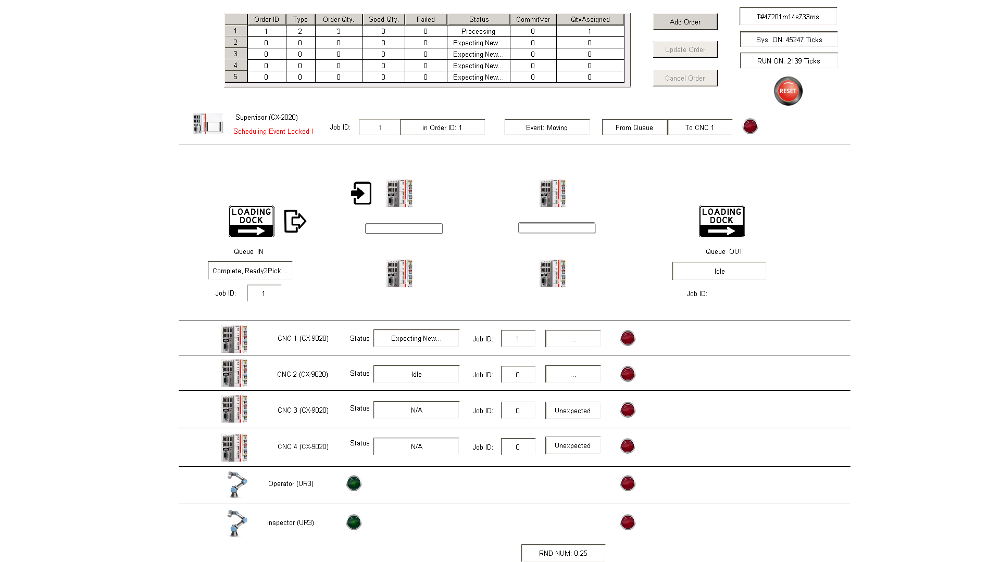 Order ID Type Order Qty. Good Qty. Failed Status CommitVer QtyAssigned
1 1 2 3 0 0 Processing 0 1
2 0 0 0 0 0 Expecting New... 0 0
3 0 0 0 0 0 Expecting New... 0 0
4 0 0 0 0 0 Expecting New... 0 0
5 0 0 0 0 0 Expecting New... 0 0
Add Order
Update Order
Cancel Order
T#47201m14s733ms
Sys. ON: 45247 Ticks
RUN ON: 2139 Ticks
RESET
Supervisor (CX-2020)
Scheduling Event Locked !
Job ID: 1 in Order ID: 1 Event: Moving From Queue To CNC 1
LOADING
DOCK
Queue IN
Complete, Ready2Pick...
Job ID: 1
LOADING
DOCK
Queue OUT
Idle
Job ID:
CNC 1 (CX-9020) Status Expecting New... Job ID: 1 ...
CNC 2 (CX-9020) Status Idle Job ID: 0 ...
CNC 3 (CX-9020) Status N/A Job ID: 0 Unexpected
CNC 4 (CX-9020) Status N/A Job ID: 0 Unexpected
Operator (UR3)
Inspector (UR3)
RND NUM: 0.25